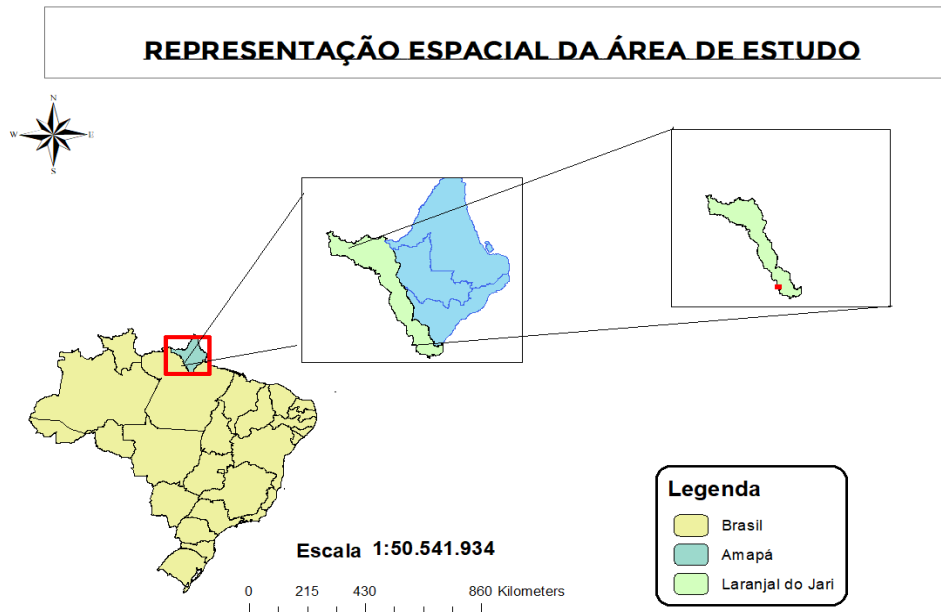 REPRESENTAÇÃO ESPACIAL DA ÁREA DE ESTUDO
N
W E
S
Legenda
Brasil
Amapá
Laranjal do Jari
Escala 1:50.541.934
0 215 430 860 Kilometers